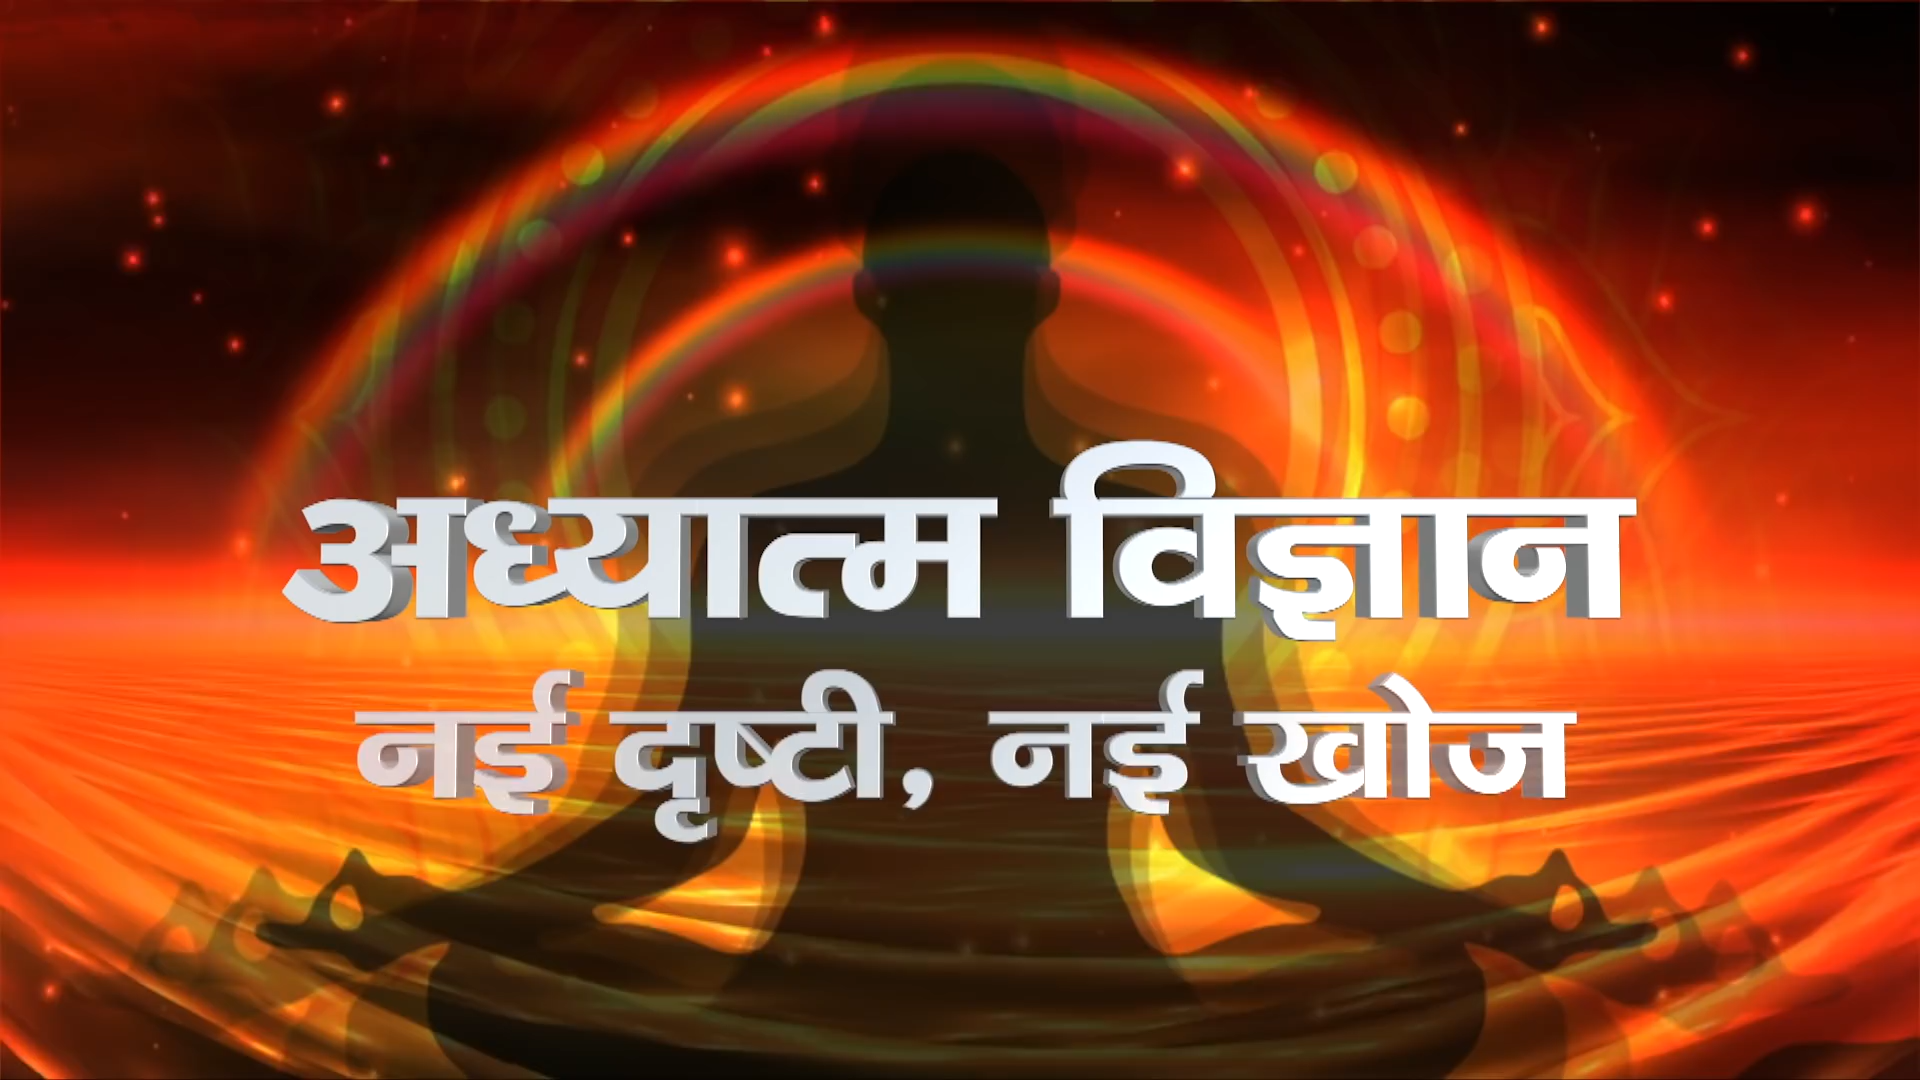 अध्यात्म विज्ञान
नई दृष्टी, नई खोज